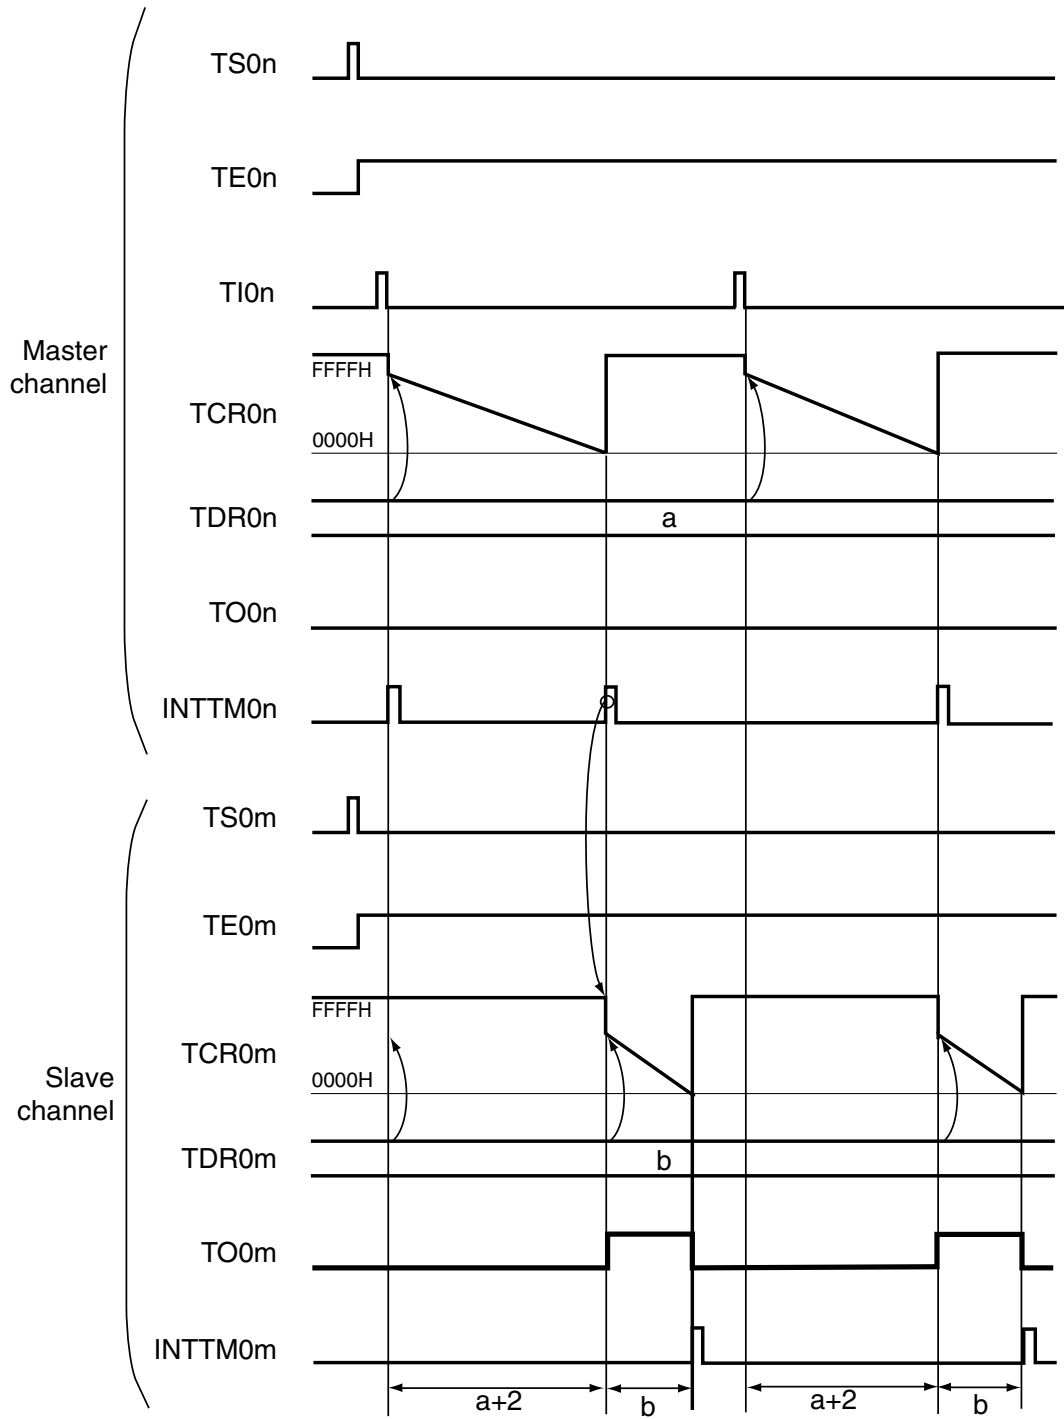 TS0n
TE0n
TI0n
Master
channel
FFFFH
TCR0n
0000H
TDR0n
a
TO0n
INTTM0n
TS0m
TE0m
FFFFH
TCR0m
0000H
Slave
channel
TDR0m
b
TO0m
INTTM0m
a+2 b a+2 b